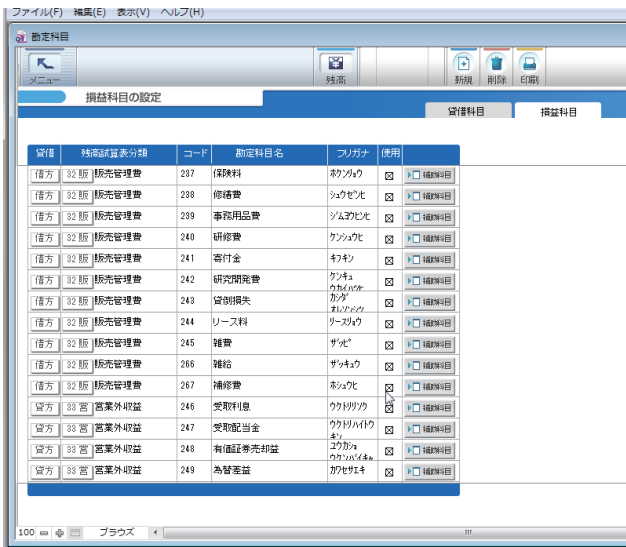 ファイル(F) 編集(E) 表示(V) ヘルプ(H)
勘定科目
メニュー 残高 新規 削除 印刷
損益科目の設定
貸借科目 損益科目
貸借 残高試算表分類 コード 勘定科目名 フリガナ 使用
借方 32 販 販売管理費 237 保険料 ホケンリョウ 補助科目
借方 32 販 販売管理費 238 修繕費 シュウゼンヒ 補助科目
借方 32 販 販売管理費 239 事務用品費 ジムヨウヒンヒ 補助科目
借方 32 販 販売管理費 240 研修費 ケンシュウヒ 補助科目
借方 32 販 販売管理費 241 寄付金 キフキン 補助科目
借方 32 販 販売管理費 242 研究開発費 ケンキュウカイハツヒ 補助科目
借方 32 販 販売管理費 243 貸倒損失 カシダオレソンシツ 補助科目
借方 32 販 販売管理費 244 リース料 リースリョウ 補助科目
借方 32 販 販売管理費 245 雑費 ザッピ 補助科目
借方 32 販 販売管理費 266 雑給 ザッキュウ 補助科目
借方 32 販 販売管理費 267 補修費 ホシュウヒ 補助科目
貸方 33 営 営業外収益 246 受取利息 ウケトリリソク 補助科目
貸方 33 営 営業外収益 247 受取配当金 ウケトリハイトウキン 補助科目
貸方 33 営 営業外収益 248 有価証券売却益 ユウカショウケンバイキャ 補助科目
貸方 33 営 営業外収益 249 為替差益 カワセサエキ 補助科目
100 ブラウズ